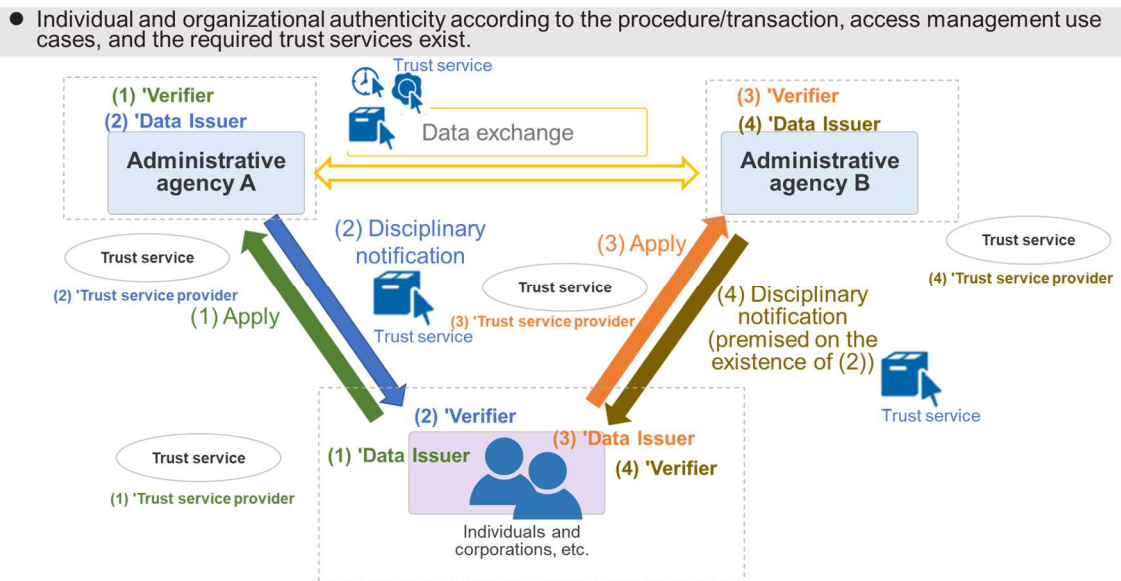 ● Individual and organizational authenticity according to the procedure/transaction, access management use
cases, and the required trust services exist.
Trust service
(1) 'Verifier
(2) 'Data Issuer
Administrative
agency A
Data exchange
(3) 'Verifier
(4) 'Data Issuer
Administrative
agency B
Trust service
(2) 'Trust service provider
(1) Apply
(2) Disciplinary
notification
Trust service
(3) Apply
Trust service
(3) 'Trust service provider
(4) Disciplinary
notification
(premised on the
existence of (2))
Trust service
Trust service
(4) 'Trust service provider
Trust service
(1) 'Trust service provider
(2) 'Verifier
(1) 'Data Issuer
(3) 'Data Issuer
(4) 'Verifier
Individuals and
corporations, etc.